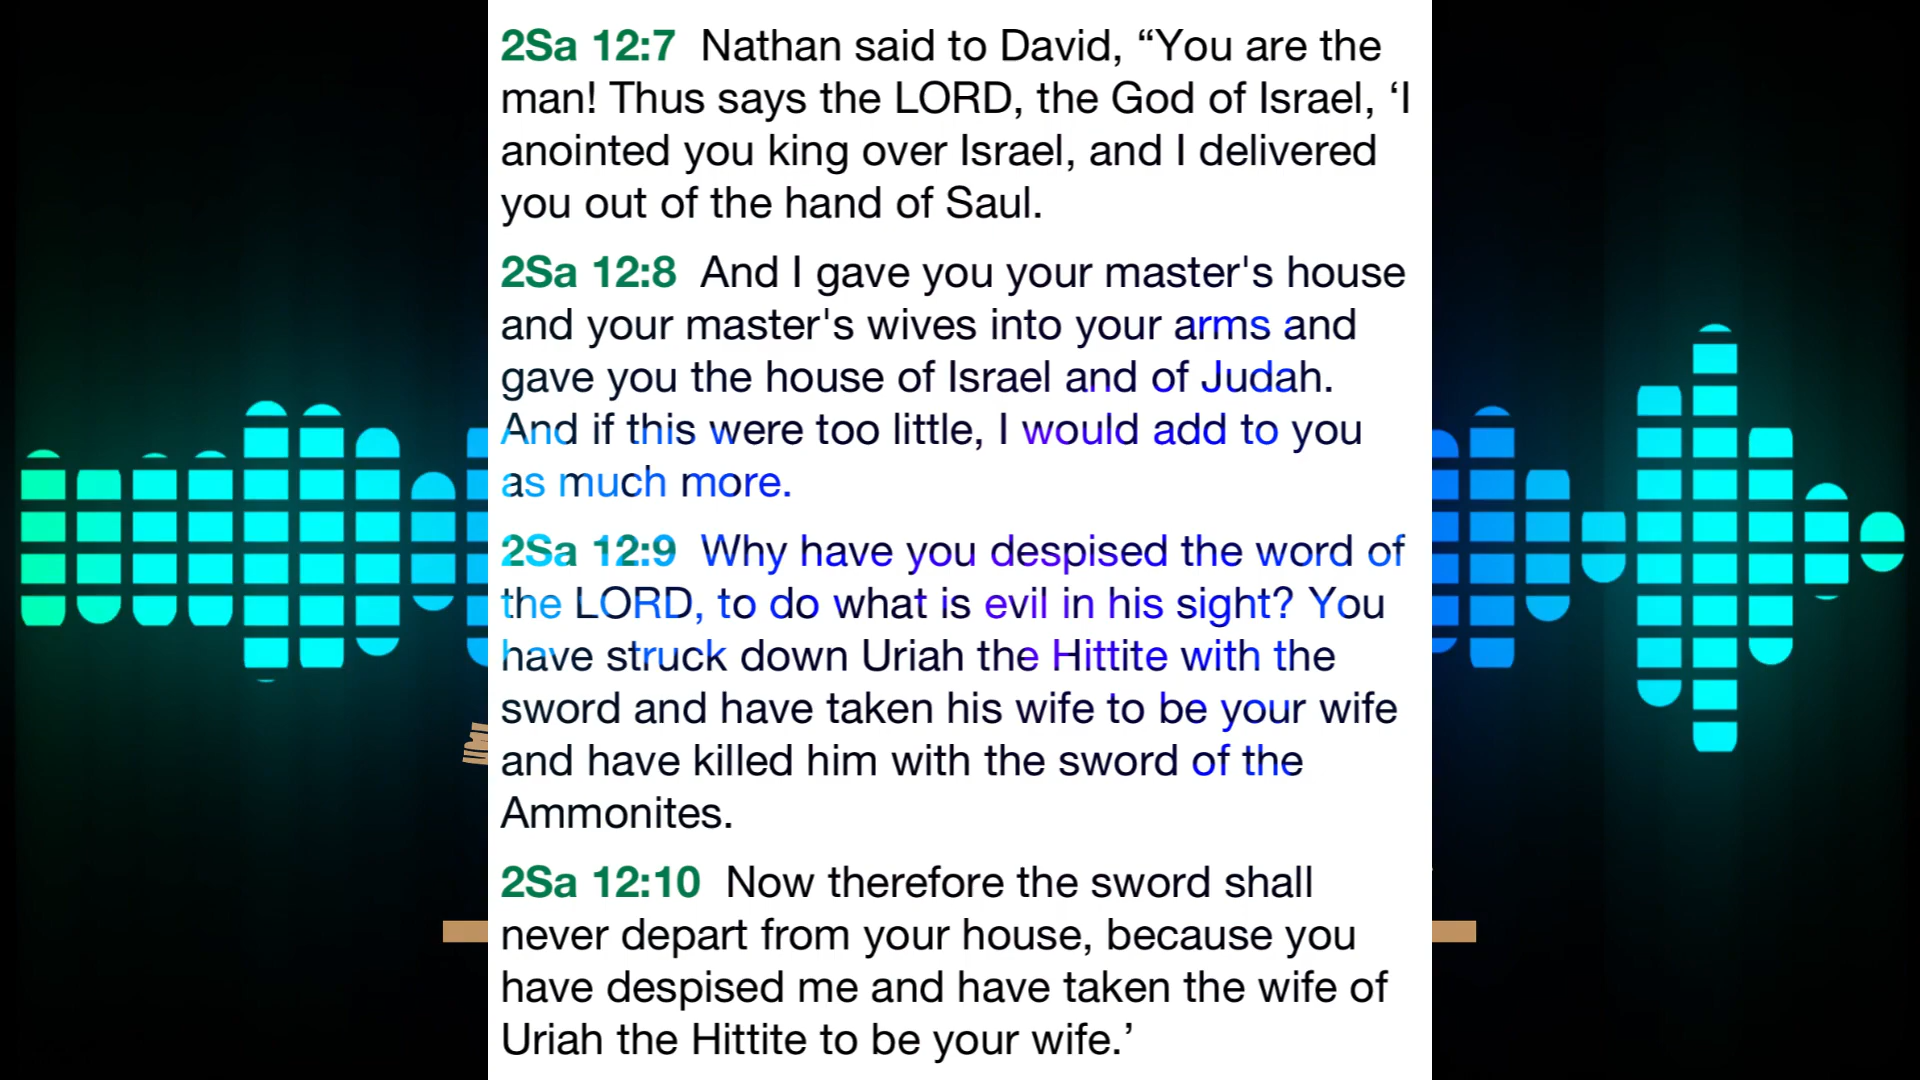 2Sa 12:7 Nathan said to David, “You are the
man! Thus says the LORD, the God of Israel, ‘I
anointed you king over Israel, and I delivered
you out of the hand of Saul.
2Sa 12:8 And I gave you your master's house
and your master's wives into your arms and
gave you the house of Israel and of Judah.
And if this were too little, I would add to you
as much more.
2Sa 12:9 Why have you despised the word of
the LORD, to do what is evil in his sight? You
have struck down Uriah the Hittite with the
sword and have taken his wife to be your wife
and have killed him with the sword of the
Ammonites.
2Sa 12:10 Now therefore the sword shall
never depart from your house, because you
have despised me and have taken the wife of
Uriah the Hittite to be your wife.’